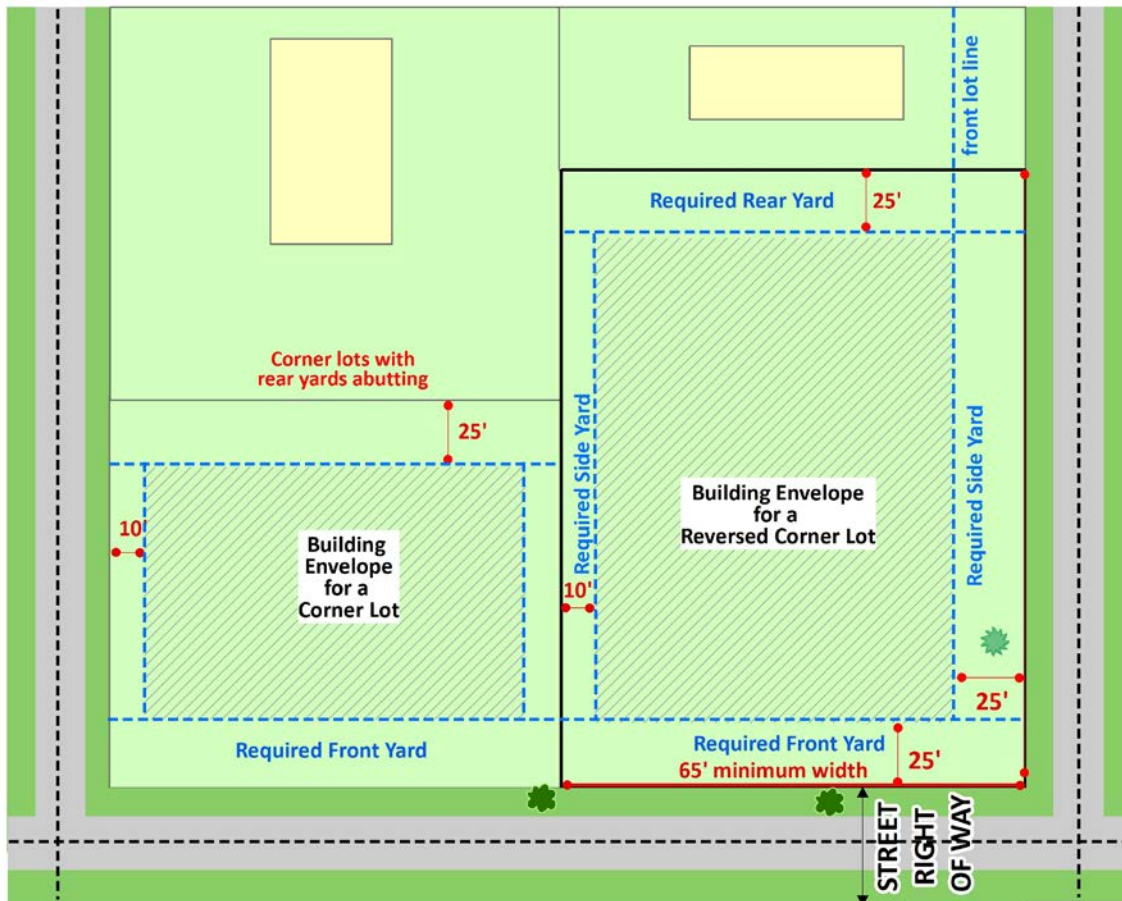 front lot line
Required Rear Yard
25'
Corner lots with
rear yards abutting
25'
Required Side Yard
Required Side Yard
Building Envelope
for a
Reversed Corner Lot
10'
Building
Envelope
for a
Corner Lot
10'
25'
Required Front Yard
Required Front Yard
25'
65' minimum width
STREET
RIGHT
OF WAY